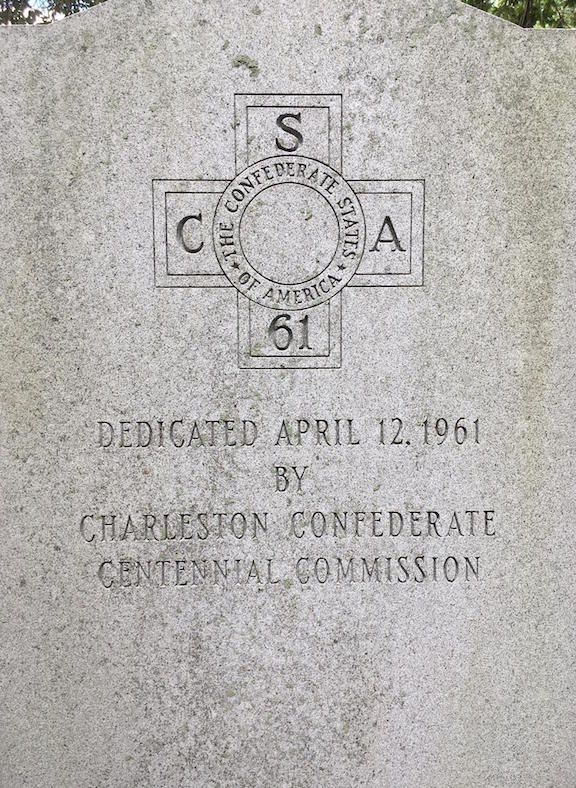 S
C A
THE CONFEDERATE STATES
★ OF AMERICA ★
61
DEDICATED APRIL 12, 1961
BY
CHARLESTON CONFEDERATE
CENTENNIAL COMMISSION